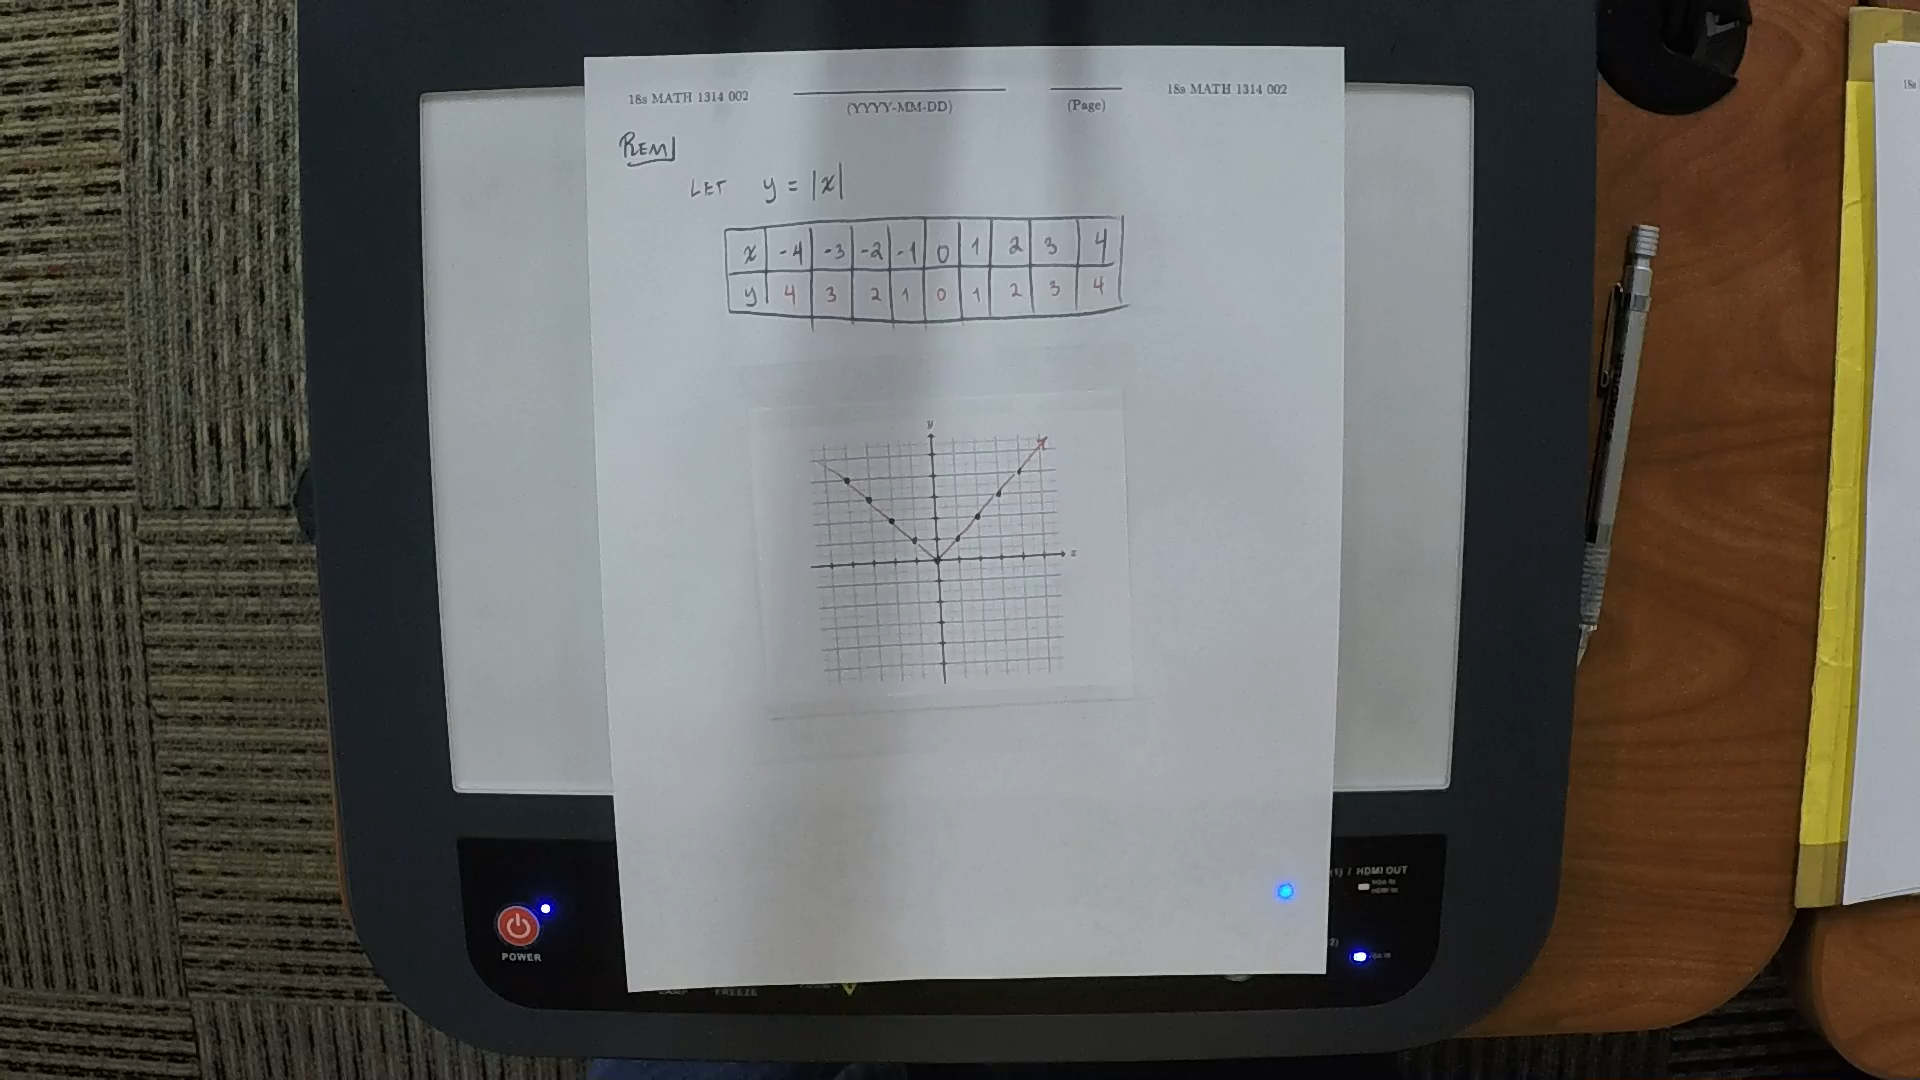 18s MATH 1314 002 (YYYY-MM-DD) (Page) 18s MATH 1314 002
REM
LET y = |x|
x -4 -3 -2 -1 0 1 2 3 4
y 4 3 2 1 0 1 2 3 4
y
x
/ HDMI OUT
POWER
FREEZE
18s